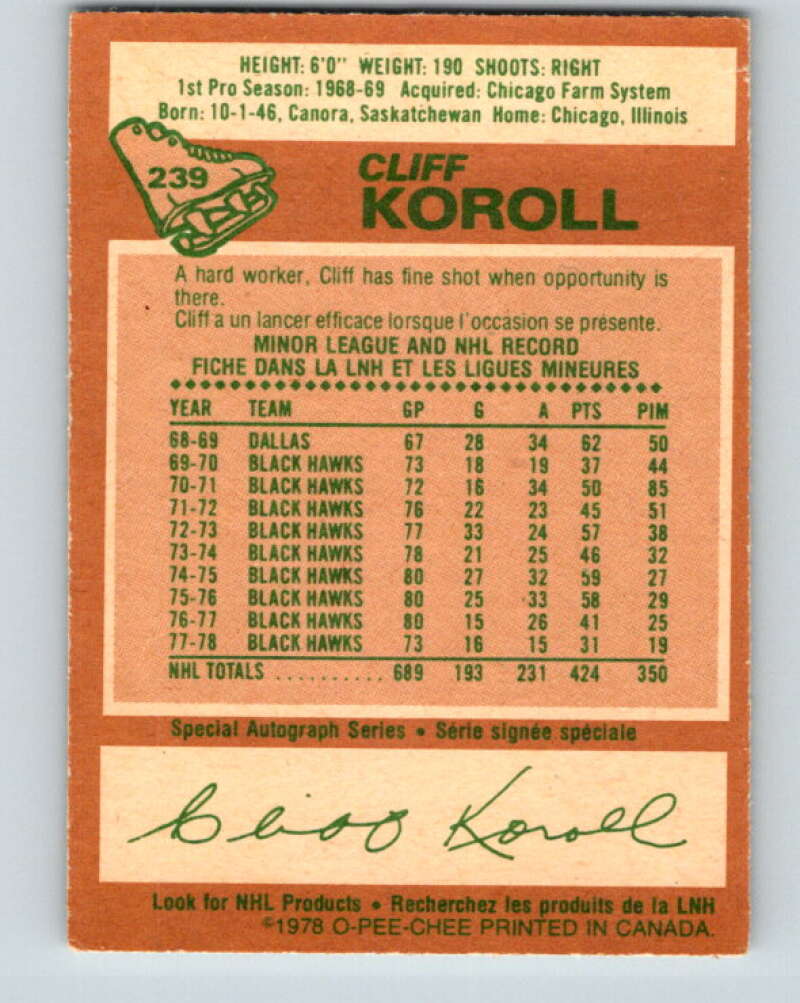 HEIGHT: 6'0" WEIGHT: 190 SHOOTS: RIGHT
1st Pro Season: 1968-69 Acquired: Chicago Farm System
Born: 10-1-46, Canora, Saskatchewan Home: Chicago, Illinois
239
CLIFF
KOROLL
A hard worker, Cliff has fine shot when opportunity is
there.
Cliff a un lancer efficace lorsque l'occasion se présente.
MINOR LEAGUE AND NHL RECORD
FICHE DANS LA LNH ET LES LIGUES MINEURES
YEAR TEAM GP G A PTS PIM
68-69 DALLAS 67 28 34 62 50
69-70 BLACK HAWKS 73 18 19 37 44
70-71 BLACK HAWKS 72 16 34 50 85
71-72 BLACK HAWKS 76 22 23 45 51
72-73 BLACK HAWKS 77 33 24 57 38
73-74 BLACK HAWKS 78 21 25 46 32
74-75 BLACK HAWKS 80 27 32 59 27
75-76 BLACK HAWKS 80 25 33 58 29
76-77 BLACK HAWKS 80 15 26 41 25
77-78 BLACK HAWKS 73 16 15 31 19
NHL TOTALS .......... 689 193 231 424 350
Special Autograph Series • Série signée spéciale
Cliff Koroll
Look for NHL Products • Recherchez les produits de la LNH
©1978 O-PEE-CHEE PRINTED IN CANADA.